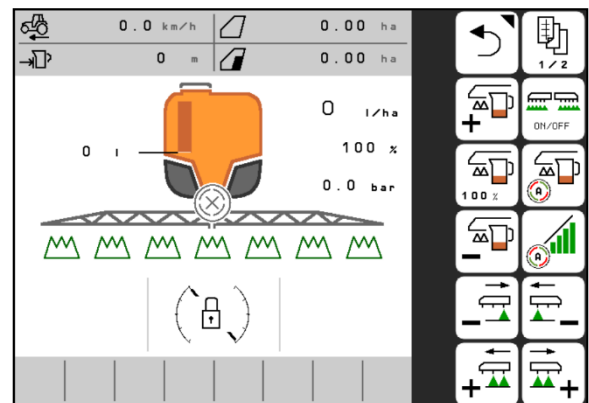 0.0 km/h
0.00 ha
0 m
0.00 ha
1/2
0 l/ha
+
ON/OFF
0 l
100 %
100 %
A
0.0 bar
-
A
- -
+ +